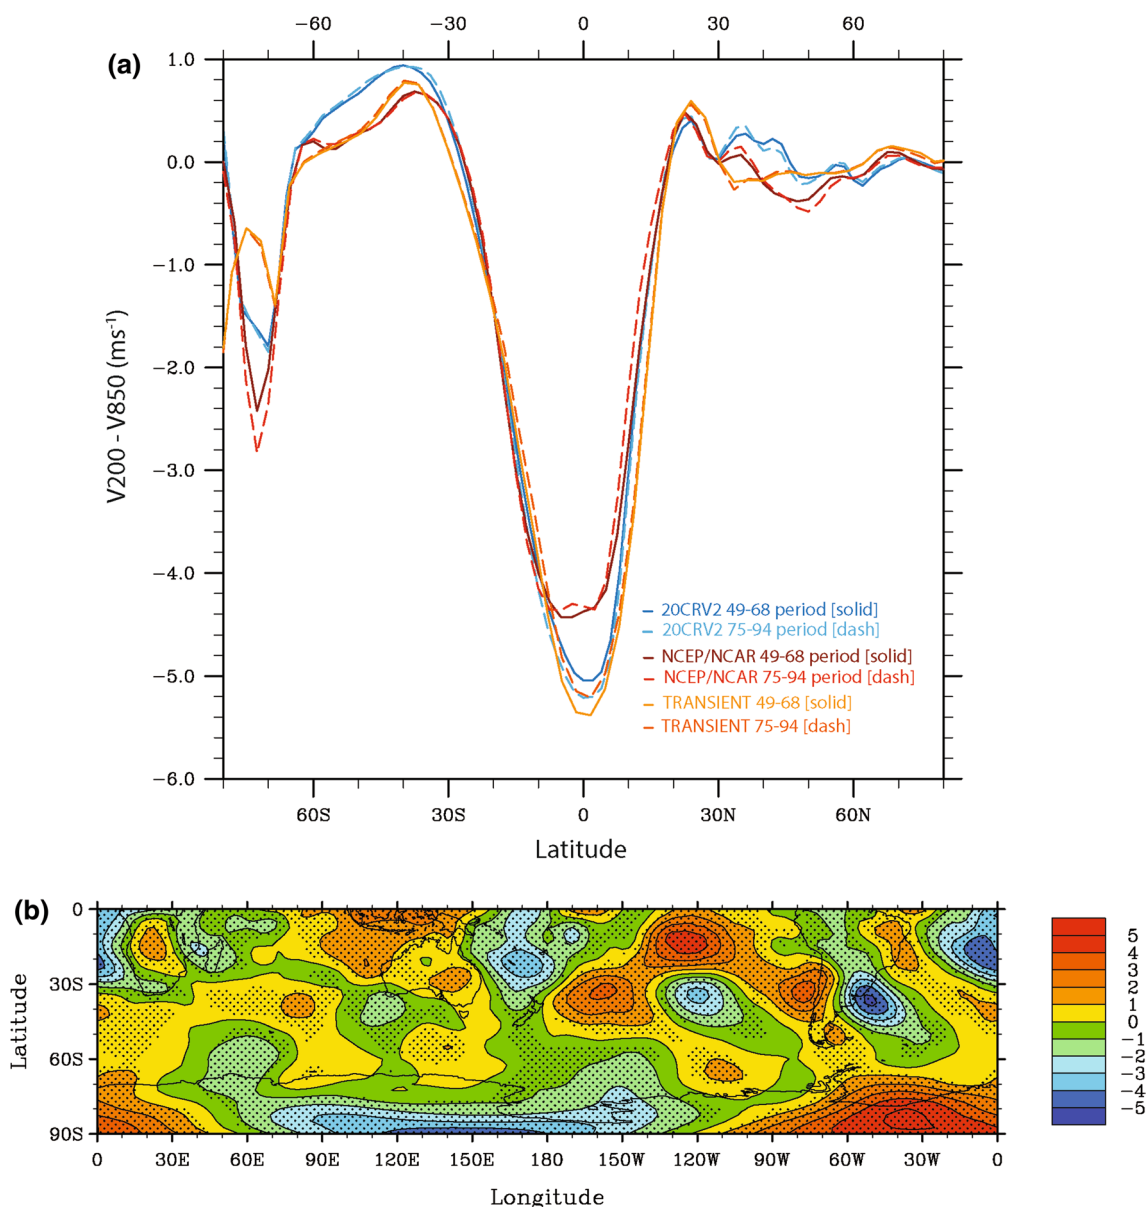 −60 −30 0 30 60
(a)
1.0
0.0
−1.0
−2.0
−3.0
−4.0
−5.0
−6.0
V200 - V850 (ms-1)
20CRV2 49-68 period [solid]
20CRV2 75-94 period [dash]
NCEP/NCAR 49-68 period [solid]
NCEP/NCAR 75-94 period [dash]
TRANSIENT 49-68 [solid]
TRANSIENT 75-94 [dash]
60S 30S 0 30N 60N
Latitude
(b)
0
30S
60S
90S
Latitude
0 30E 60E 90E 120E 150E 180 150W 120W 90W 60W 30W 0
Longitude
5
4
3
2
1
0
−1
−2
−3
−4
−5